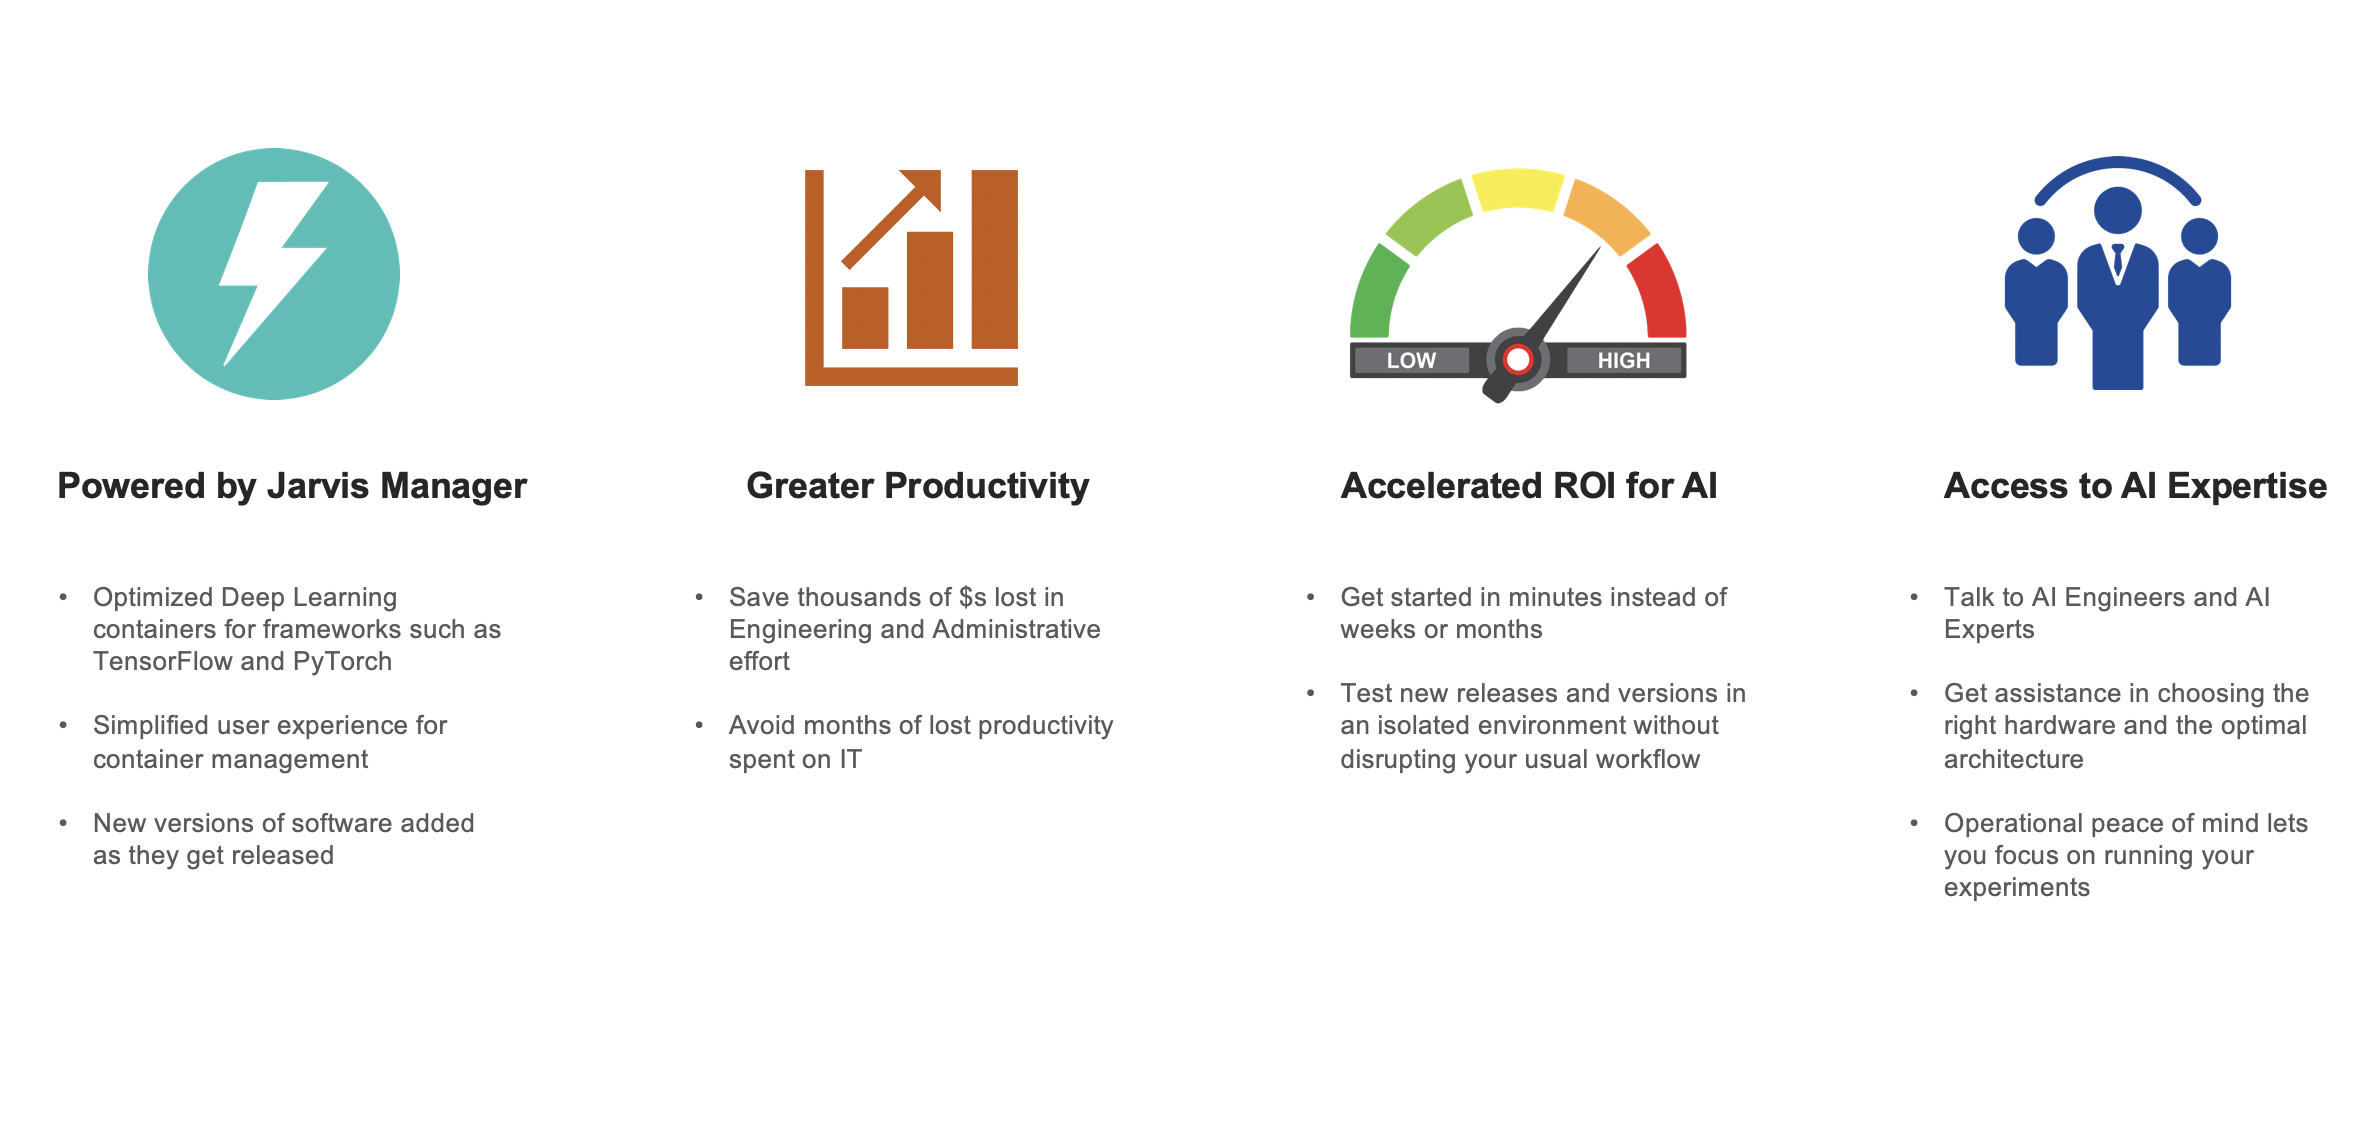 LOW
HIGH
Powered by Jarvis Manager
• Optimized Deep Learning
containers for frameworks such as
TensorFlow and PyTorch
• Simplified user experience for
container management
• New versions of software added
as they get released
Greater Productivity
• Save thousands of $s lost in
Engineering and Administrative
effort
• Avoid months of lost productivity
spent on IT
Accelerated ROI for AI
• Get started in minutes instead of
weeks or months
• Test new releases and versions in
an isolated environment without
disrupting your usual workflow
Access to AI Expertise
• Talk to AI Engineers and AI
Experts
• Get assistance in choosing the
right hardware and the optimal
architecture
• Operational peace of mind lets
you focus on running your
experiments